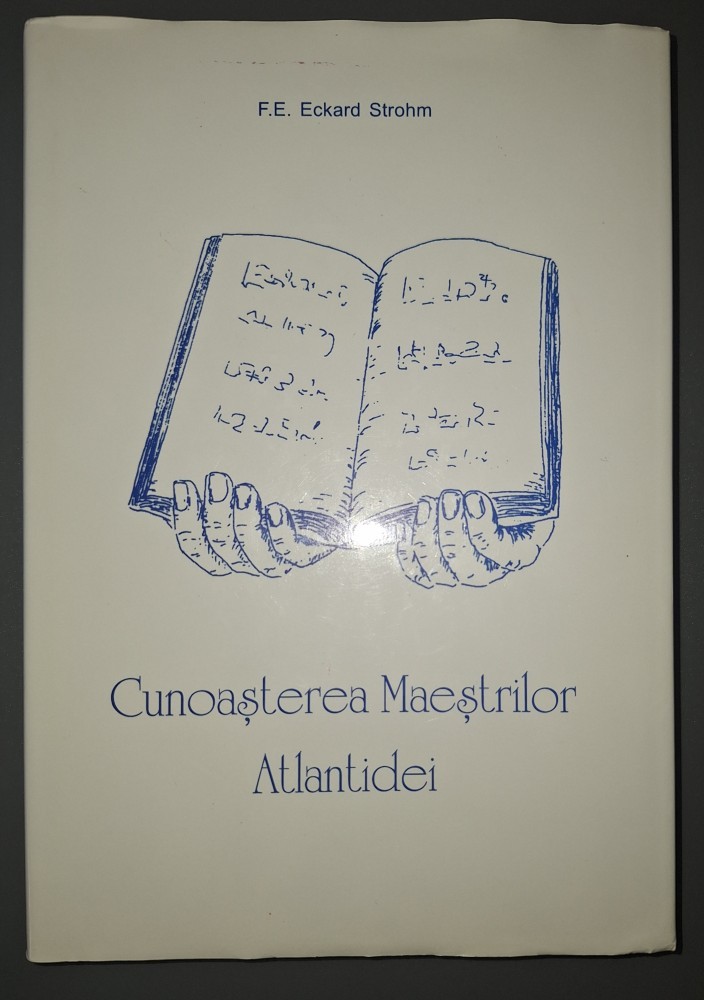 F.E. Eckard Strohm
Cunoașterea Maeștrilor
Atlantidei